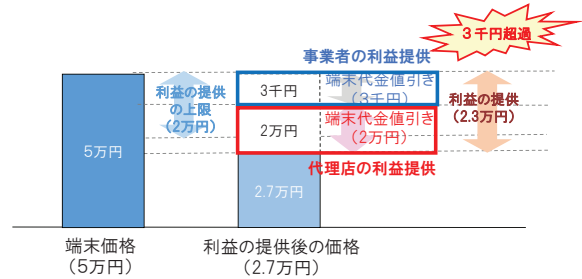 3千円超過
事業者の利益提供
利益の提供
の上限
(2万円)
3千円
端末代金値引き
(3千円)
利益の提供
(2.3万円)
2万円
端末代金値引き
(2万円)
5万円
代理店の利益提供
2.7万円
端末価格
(5万円)
利益の提供後の価格
(2.7万円)